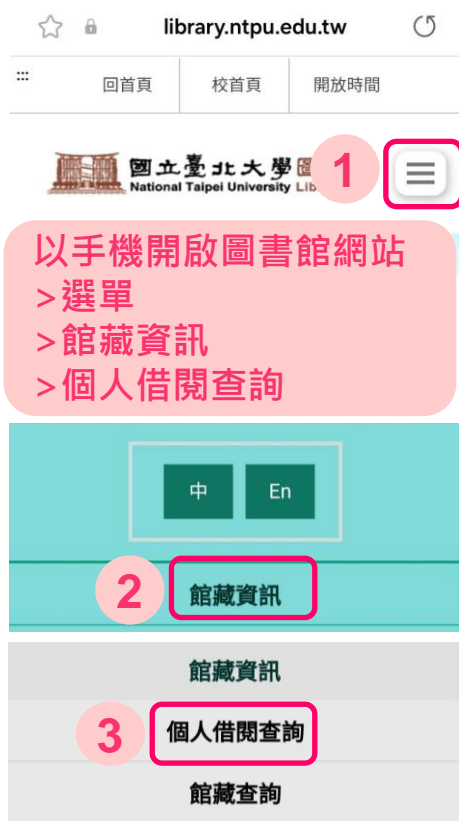 library.ntpu.edu.tw
:::
回首頁
校首頁
開放時間
國立臺北大學圖
National Taipei University Lib
1
以手機開啟圖書館網站
>選單
>館藏資訊
>個人借閱查詢
中
En
2
館藏資訊
館藏資訊
3
個人借閱查詢
館藏查詢